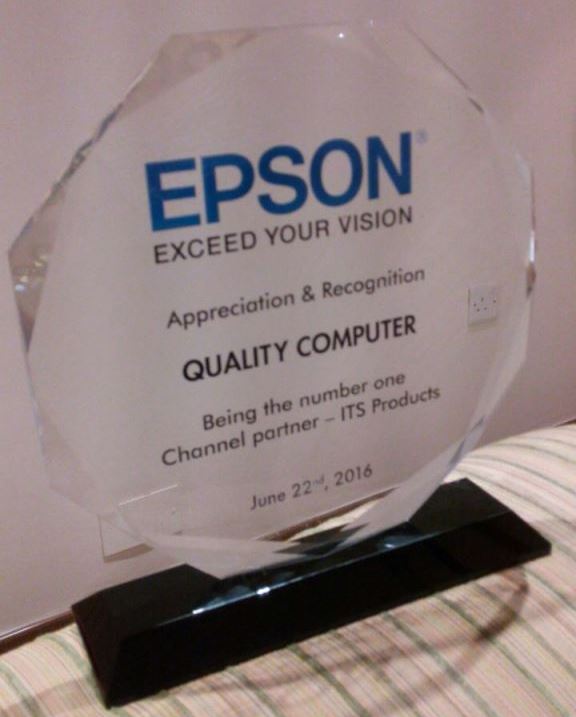 EPSON®
EXCEED YOUR VISION
Appreciation & Recognition
QUALITY COMPUTER
Being the number one
Channel partner – ITS Products
June 22nd, 2016